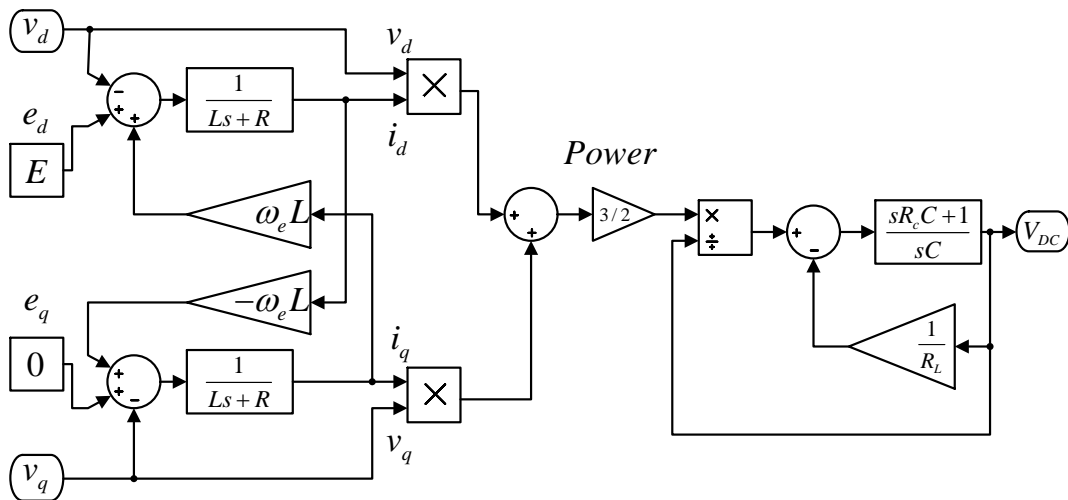 v_d
e_d
E
−
+
+
1
Ls + R
v_d
×
i_d
ω_e L
−ω_e L
e_q
0
+
+
−
1
Ls + R
i_q
×
v_q
v_q
+
+
Power
3/2
×
÷
+
−
sR_c C + 1
sC
V_DC
1
R_L